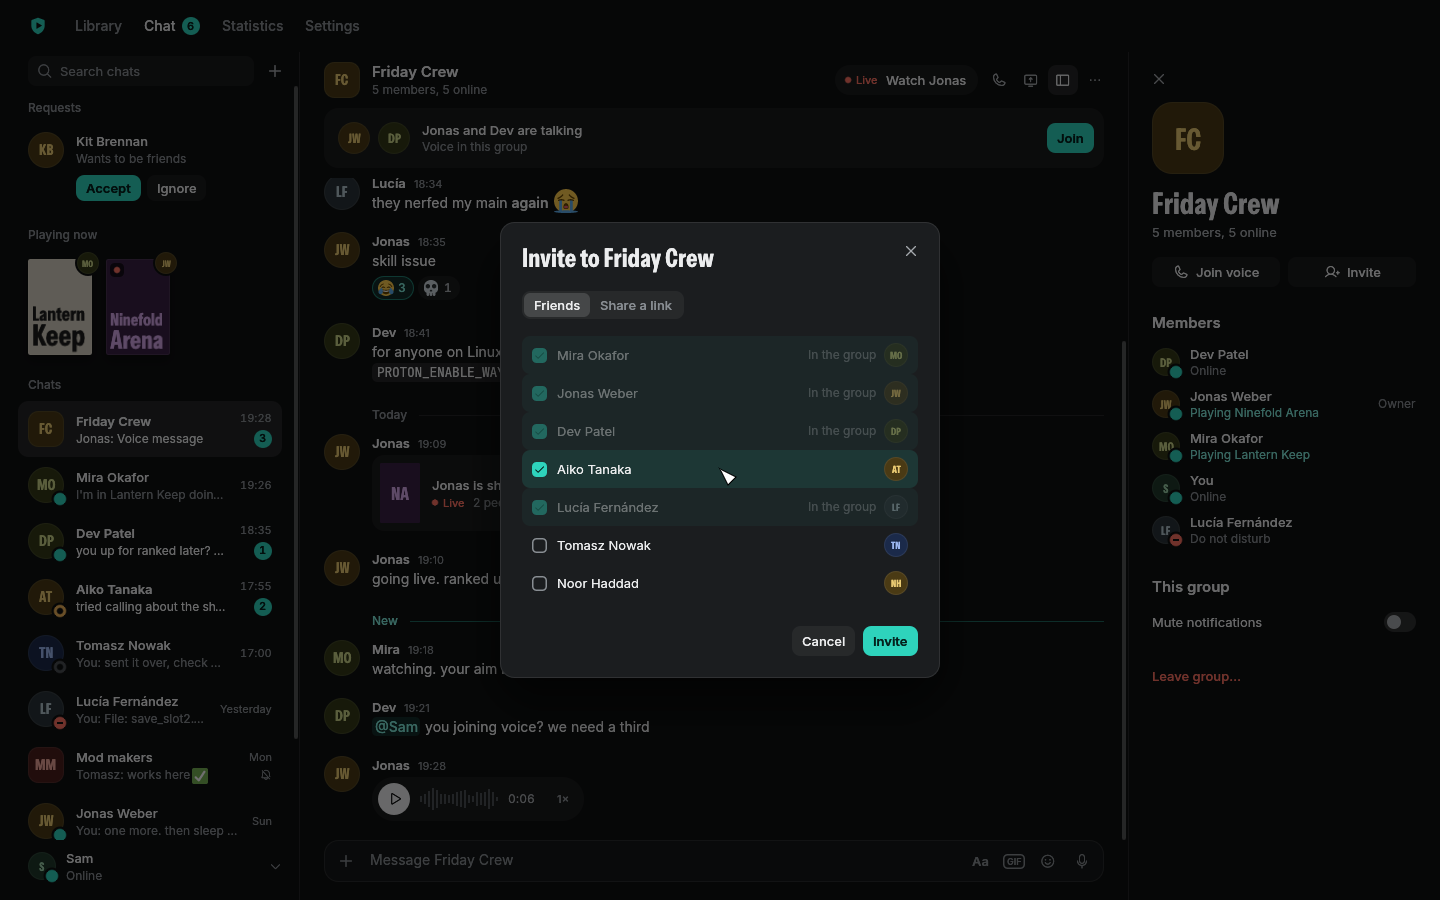 Library
Chat 6
Statistics
Settings
Search chats
Requests
KB
Kit Brennan
Wants to be friends
Accept
Ignore
Playing now
Lantern
Keep
MO
Ninefold
Arena
JW
Chats
FC
Friday Crew
19:28
Jonas: Voice message
3
MO
Mira Okafor
19:26
I'm in Lantern Keep doin...
DP
Dev Patel
18:35
you up for ranked later? ...
1
AT
Aiko Tanaka
17:55
tried calling about the sh...
2
TN
Tomasz Nowak
17:00
You: sent it over, check ...
LF
Lucía Fernández
Yesterday
You: File: save_slot2....
MM
Mod makers
Mon
Tomasz: works here✅
JW
Jonas Weber
Sun
You: one more. then sleep ...
S
Sam
Online
FC
Friday Crew
5 members, 5 online
Live Watch Jonas
JW
DP
Jonas and Dev are talking
Voice in this group
Join
LF
Lucía 18:34
they nerfed my main again 😭
JW
Jonas 18:35
skill issue
😂 3
💀 1
DP
Dev 18:41
for anyone on Linux
PROTON_ENABLE_WAY
Today
JW
Jonas 19:09
NA
Jonas is sh
Live 2 pe
JW
Jonas 19:10
going live. ranked u
New
MO
Mira 19:18
watching. your aim
DP
Dev 19:21
@Sam you joining voice? we need a third
JW
Jonas 19:28
0:06
1×
Message Friday Crew
Aa
GIF
Invite to Friday Crew
Friends
Share a link
Mira Okafor
In the group
MO
Jonas Weber
In the group
JW
Dev Patel
In the group
DP
Aiko Tanaka
AT
Lucía Fernández
In the group
LF
Tomasz Nowak
TN
Noor Haddad
NH
Cancel
Invite
FC
Friday Crew
5 members, 5 online
Join voice
Invite
Members
DP
Dev Patel
Online
JW
Jonas Weber
Playing Ninefold Arena
Owner
MO
Mira Okafor
Playing Lantern Keep
S
You
Online
LF
Lucía Fernández
Do not disturb
This group
Mute notifications
Leave group...